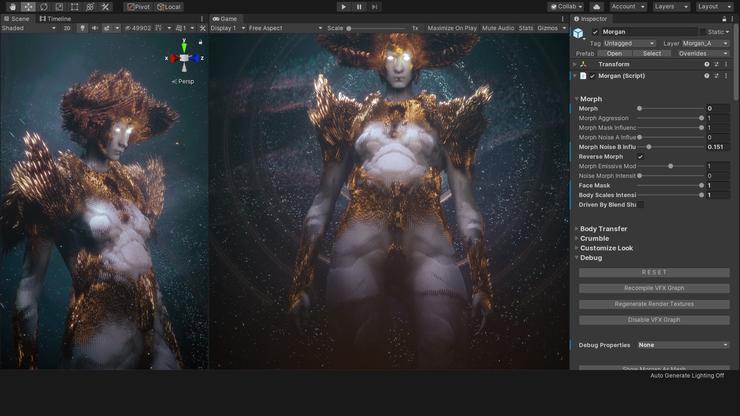 Pivot Local
Collab Account Layers Layout
Scene Timeline
Game
Inspector
Shaded 2D 49902
Display 1 Free Aspect Scale Maximize On Play Mute Audio Stats Gizmos
Morgan Static
Tag Untagged Layer Morgan_A
Prefab Open Select Overrides
Transform
Morgan (Script)
y
x z
Persp
Morph
Morph 0
Morph Aggression 1
Morph Mask Influenc 1
Morph Noise A Influe 0
Morph Noise B Influ 0.151
Reverse Morph
Morph Emissive Mod 1
Noise Morph Intensit 0
Face Mask 1
Body Scales Intensi 1
Driven By Blend Sha
Body Transfer
Crumble
Customize Look
Debug
RESET
Recompile VFX Graph
Regenerate Render Textures
Disable VFX Graph
Debug Properties None
Show Morgan As Mesh
Auto Generate Lighting Off